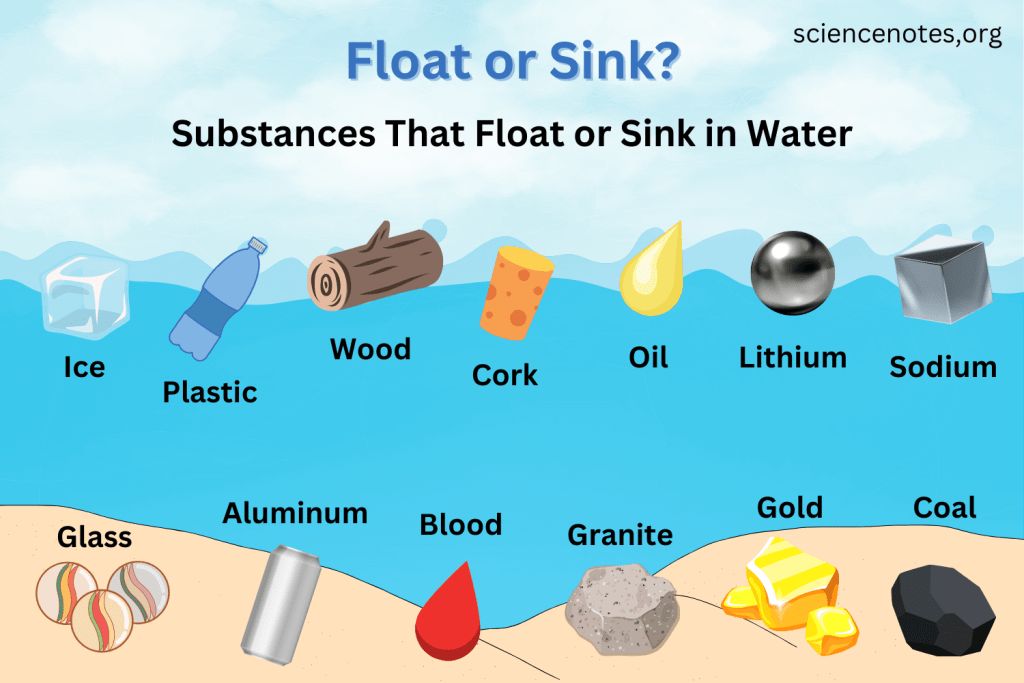 sciencenotes,org
Float or Sink?
Substances That Float or Sink in Water
Ice
Plastic
Wood
Cork
Oil
Lithium
Sodium
Glass
Aluminum
Blood
Granite
Gold
Coal